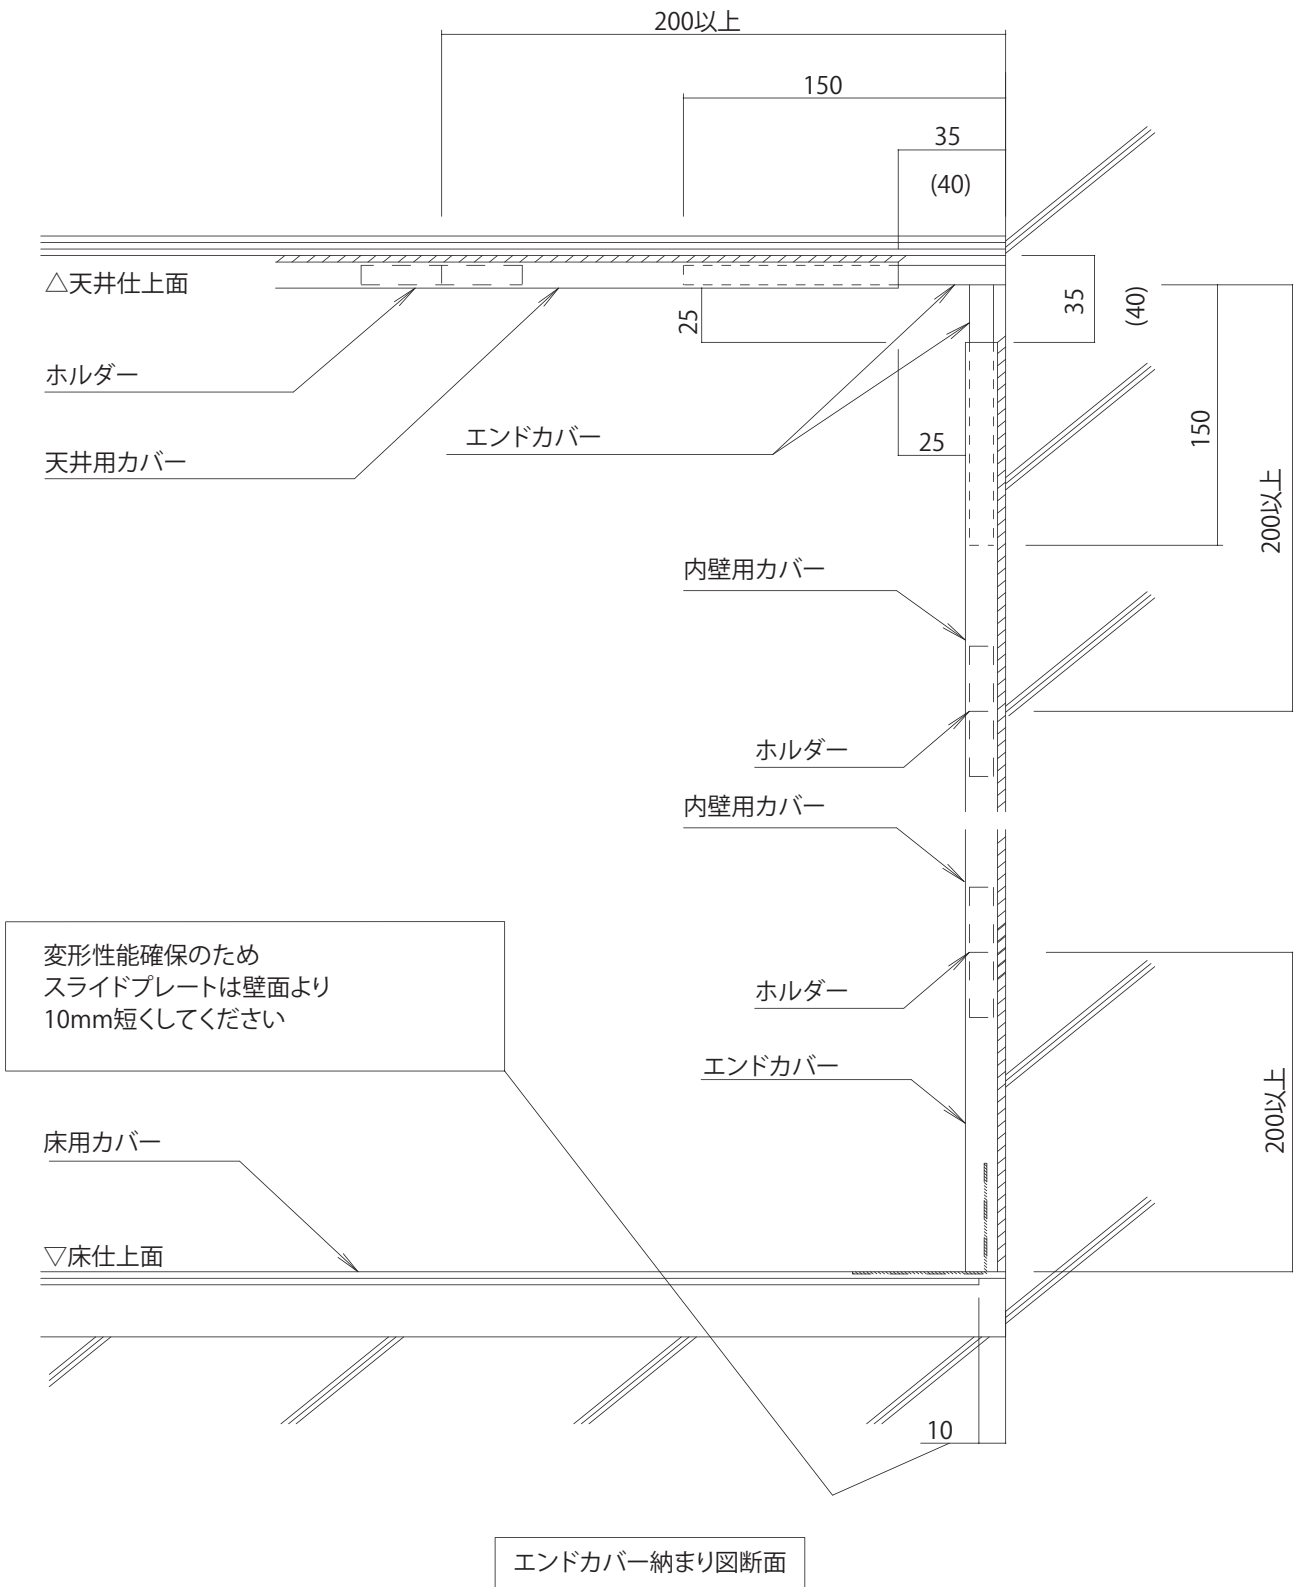 200以上
150
35
(40)
△天井仕上面
35
(40)
25
ホルダー
エンドカバー
25
天井用カバー
150
200以上
内壁用カバー
ホルダー
内壁用カバー
変形性能確保のため
スライドプレートは壁面より
10mm短くしてください
ホルダー
エンドカバー
200以上
床用カバー
▽床仕上面
10
エンドカバー納まり図断面